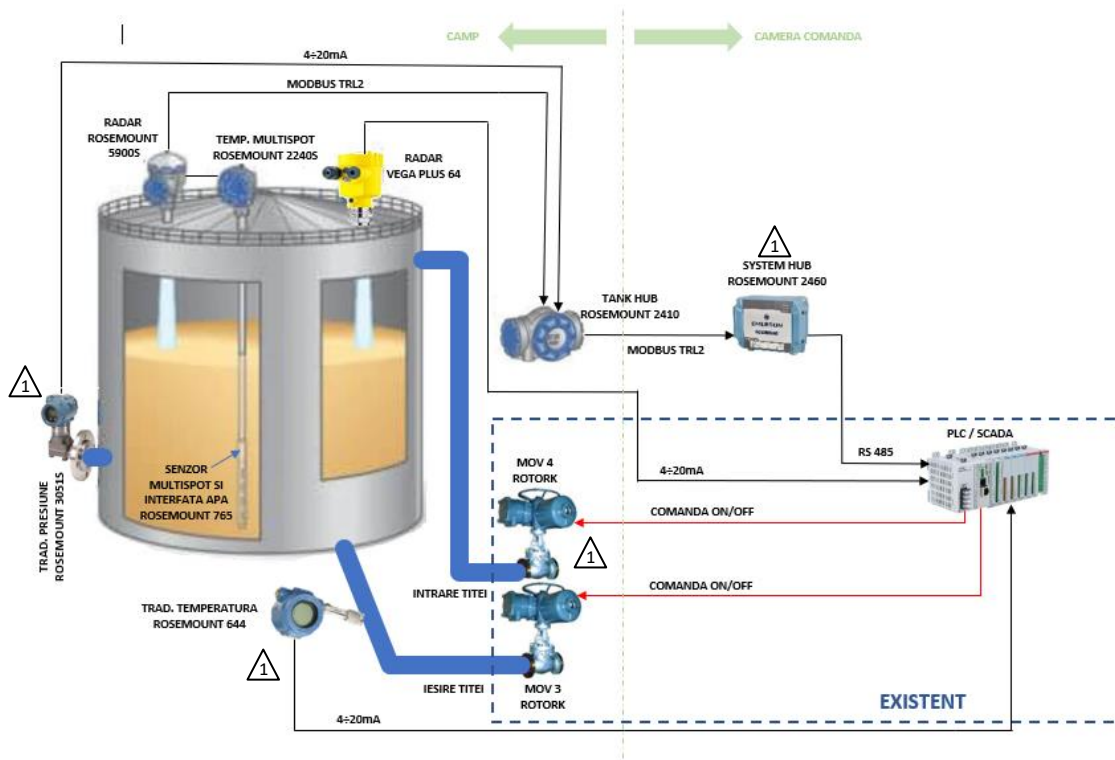 CAMP
CAMERA COMANDA
4÷20mA
MODBUS TRL2
RADAR
ROSEMOUNT
5900S
TEMP. MULTISPOT
ROSEMOUNT 2240S
RADAR
VEGA PLUS 64
1
SYSTEM HUB
ROSEMOUNT 2460
TANK HUB
ROSEMOUNT 2410
EMERSON
MODBUS TRL2
1
TRAD. PRESIUNE
ROSEMOUNT 3051S
SENZOR
MULTISPOT SI
INTERFATA APA
ROSEMOUNT 765
PLC / SCADA
RS 485
MOV 4
ROTORK
4÷20mA
COMANDA ON/OFF
1
COMANDA ON/OFF
INTRARE TITEI
TRAD. TEMPERATURA
ROSEMOUNT 644
1
IESIRE TITEI
MOV 3
ROTORK
EXISTENT
4÷20mA